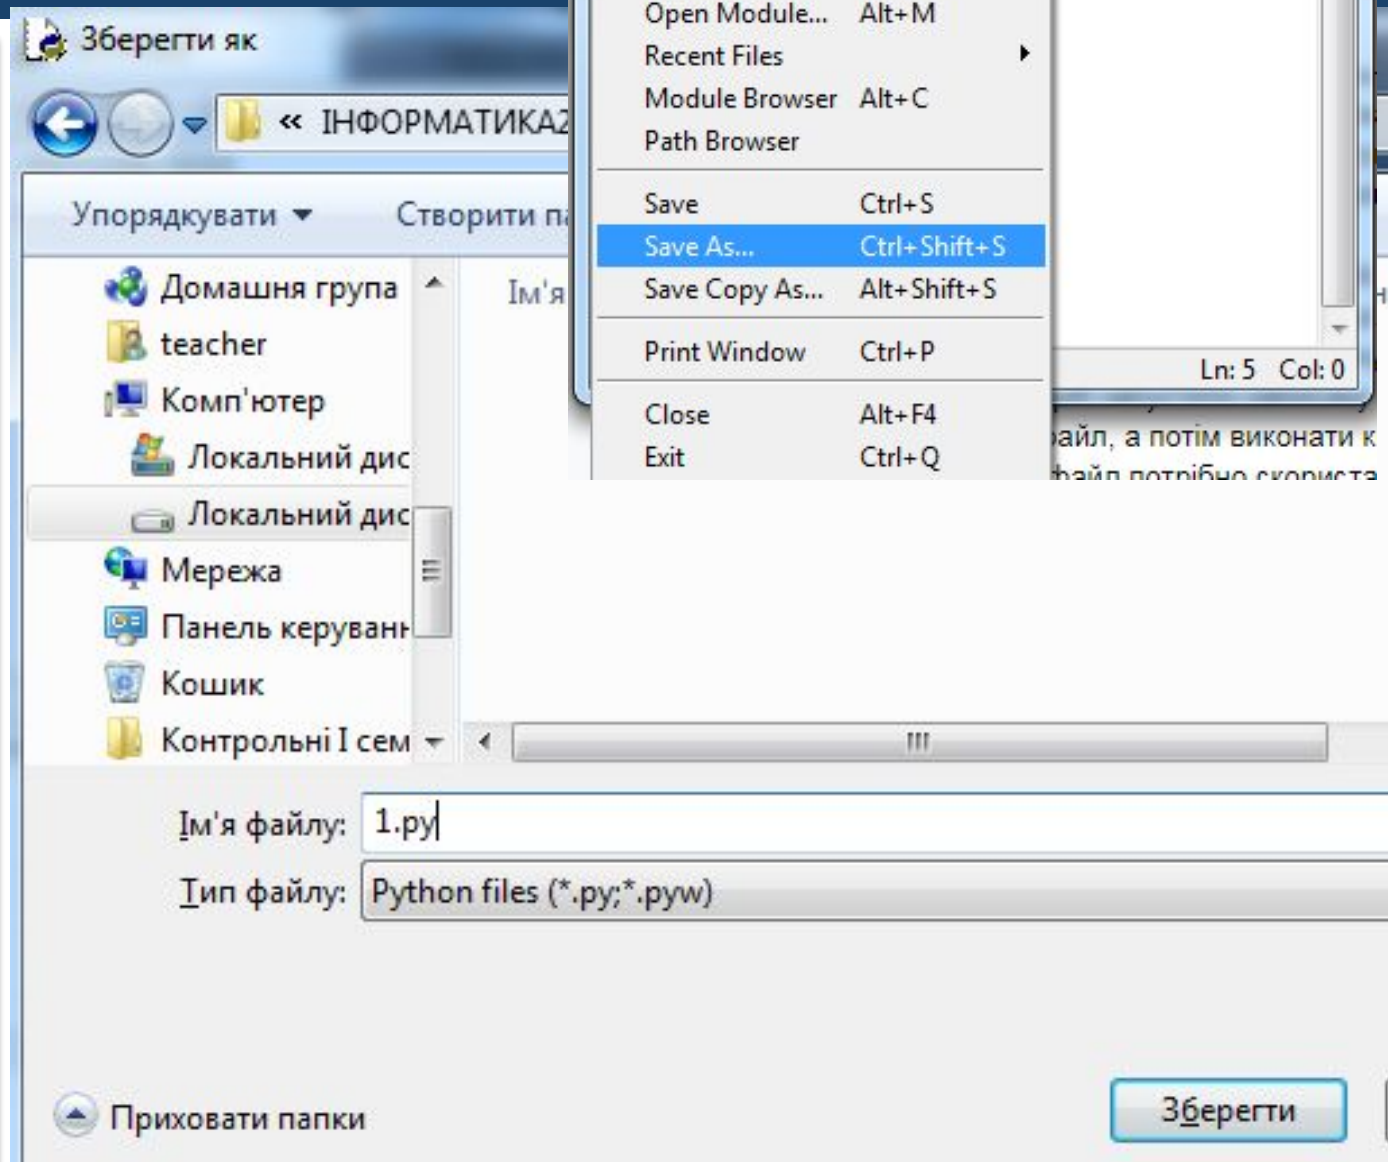 Зберегти як
« ІНФОРМАТИКА2
Упорядкувати
Створити па
Домашня група
teacher
Комп'ютер
Локальний дис
Локальний дис
Мережа
Панель керуванн
Кошик
Контрольні І сем
Ім'я
Open Module... Alt+M
Recent Files
Module Browser Alt+C
Path Browser
Save Ctrl+S
Save As... Ctrl+Shift+S
Save Copy As... Alt+Shift+S
Print Window Ctrl+P
Close Alt+F4
Exit Ctrl+Q
Ln: 5 Col: 0
айл, а потім виконати к
файл потрібно скориста
Ім'я файлу: 1.py
Тип файлу: Python files (*.py;*.pyw)
Приховати папки
Зберегти